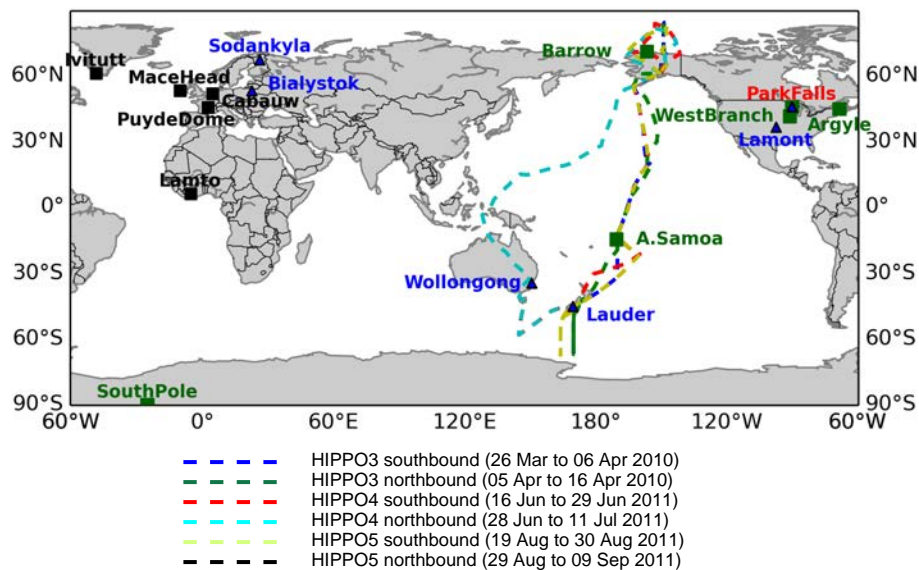 Ivitutt
Sodankyla
Barrow
60°N
MaceHead
Bialystok
ParkFalls
Cabauw
PuydeDome
WestBranch
Argyle
30°N
Lamont
Lamto
0°
A.Samoa
30°S
Wollongong
Lauder
60°S
SouthPole
90°S
60°N
30°N
0°
30°S
60°S
90°S
60°W
0°
60°E
120°E
180°W
120°W
60°W
HIPPO3 southbound (26 Mar to 06 Apr 2010)
HIPPO3 northbound (05 Apr to 16 Apr 2010)
HIPPO4 southbound (16 Jun to 29 Jun 2011)
HIPPO4 northbound (28 Jun to 11 Jul 2011)
HIPPO5 southbound (19 Aug to 30 Aug 2011)
HIPPO5 northbound (29 Aug to 09 Sep 2011)